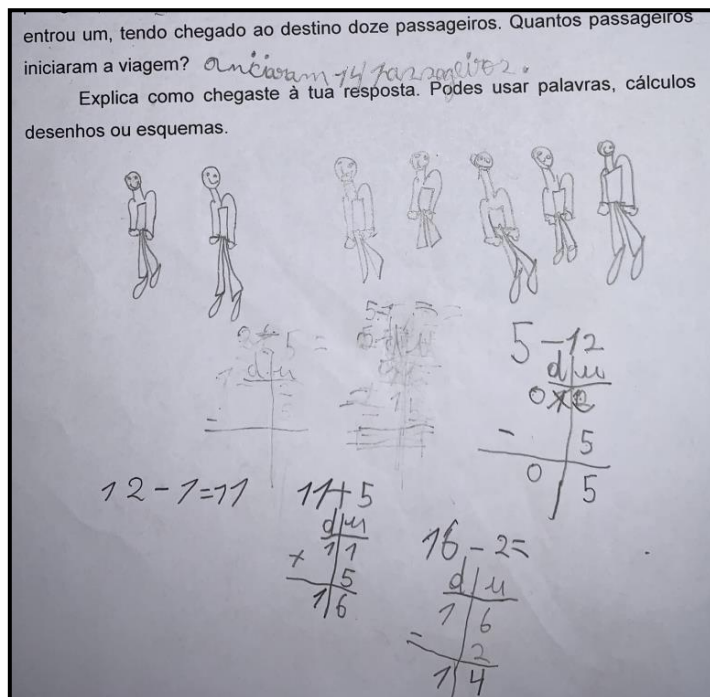 entrou um, tendo chegado ao destino doze passageiros. Quantos passageiros
iniciaram a viagem? iniciaram 14 passageiros.
Explica como chegaste à tua resposta. Podes usar palavras, cálculos
desenhos ou esquemas.
5-12
d|u
- 5
0|5
12-1=11
11+5
d|u
+ 1|1
5
1|6
16-2=
d|u
1|6
= 2
1|4